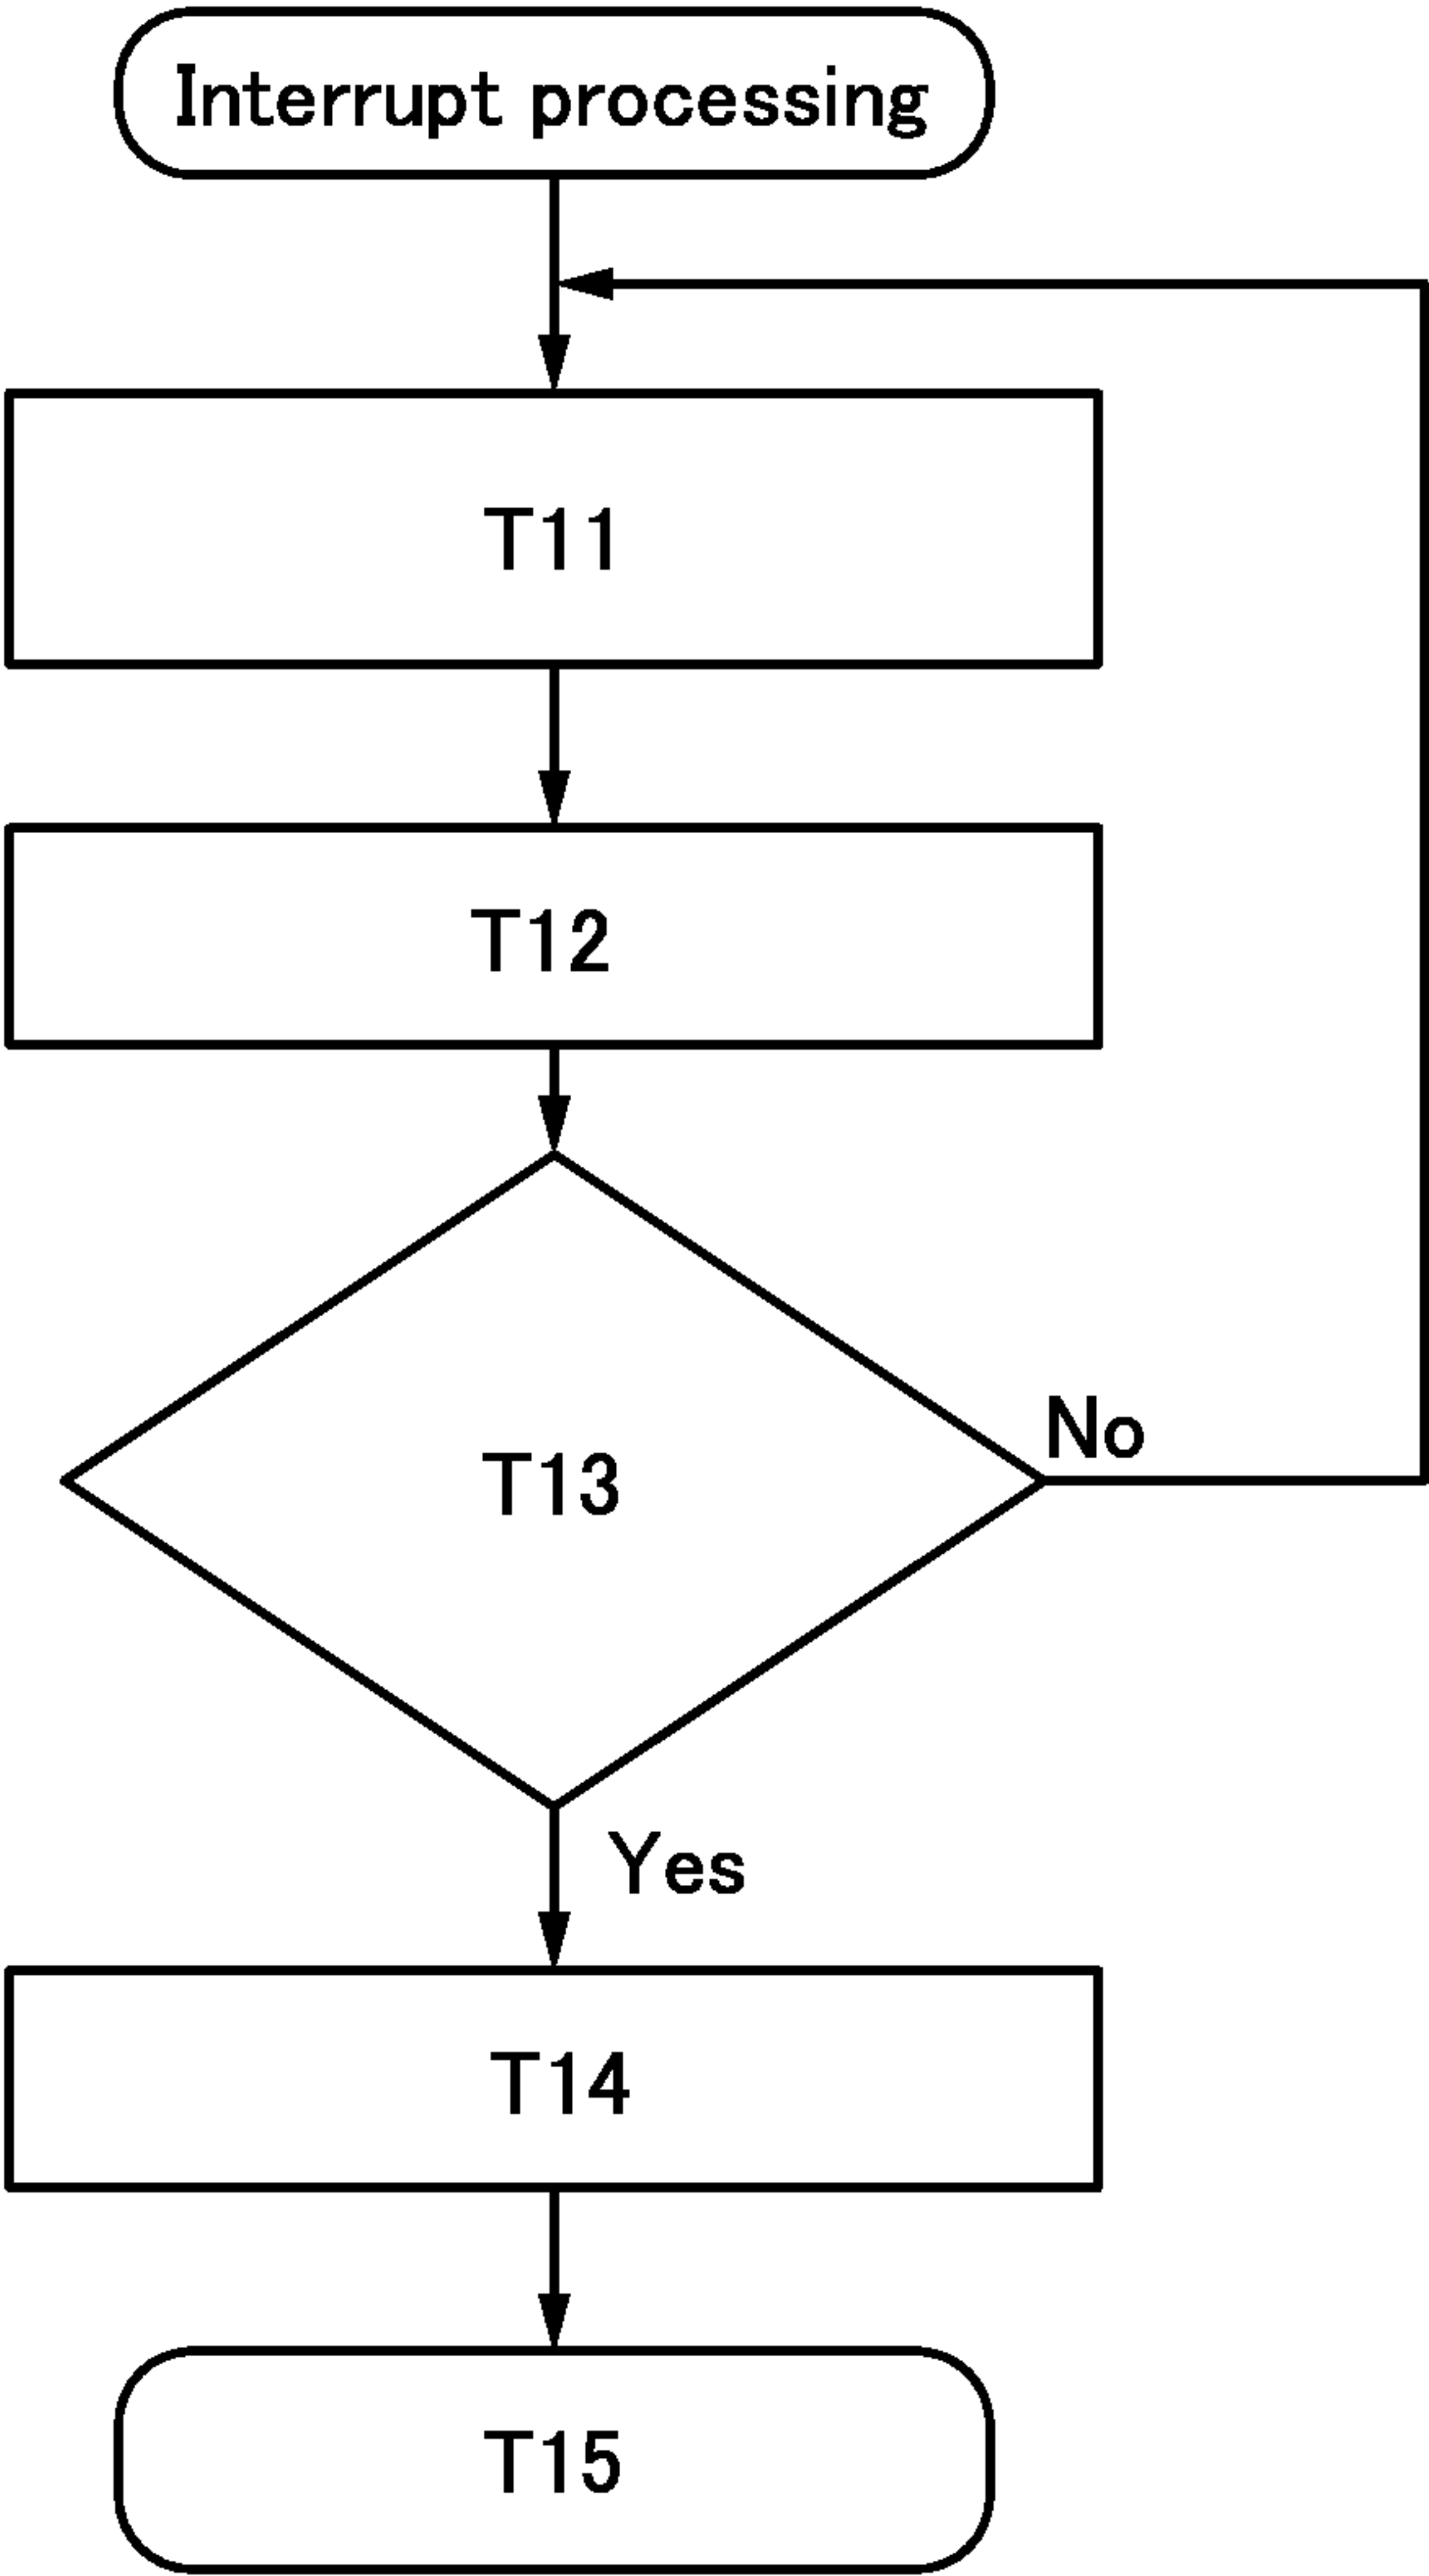 Interrupt processing
T11
T12
T13
No
Yes
T14
T15